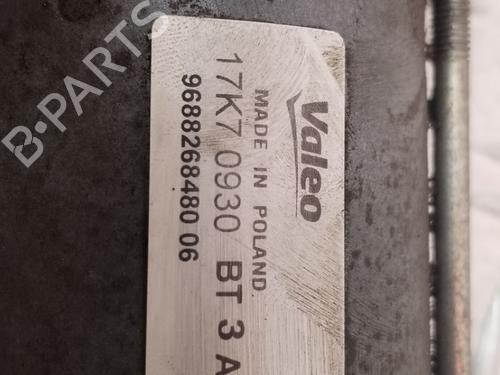 Valeo
MADE IN POLAND
17K7 0930 BT 3 A
9688268480 06
B-PARTS